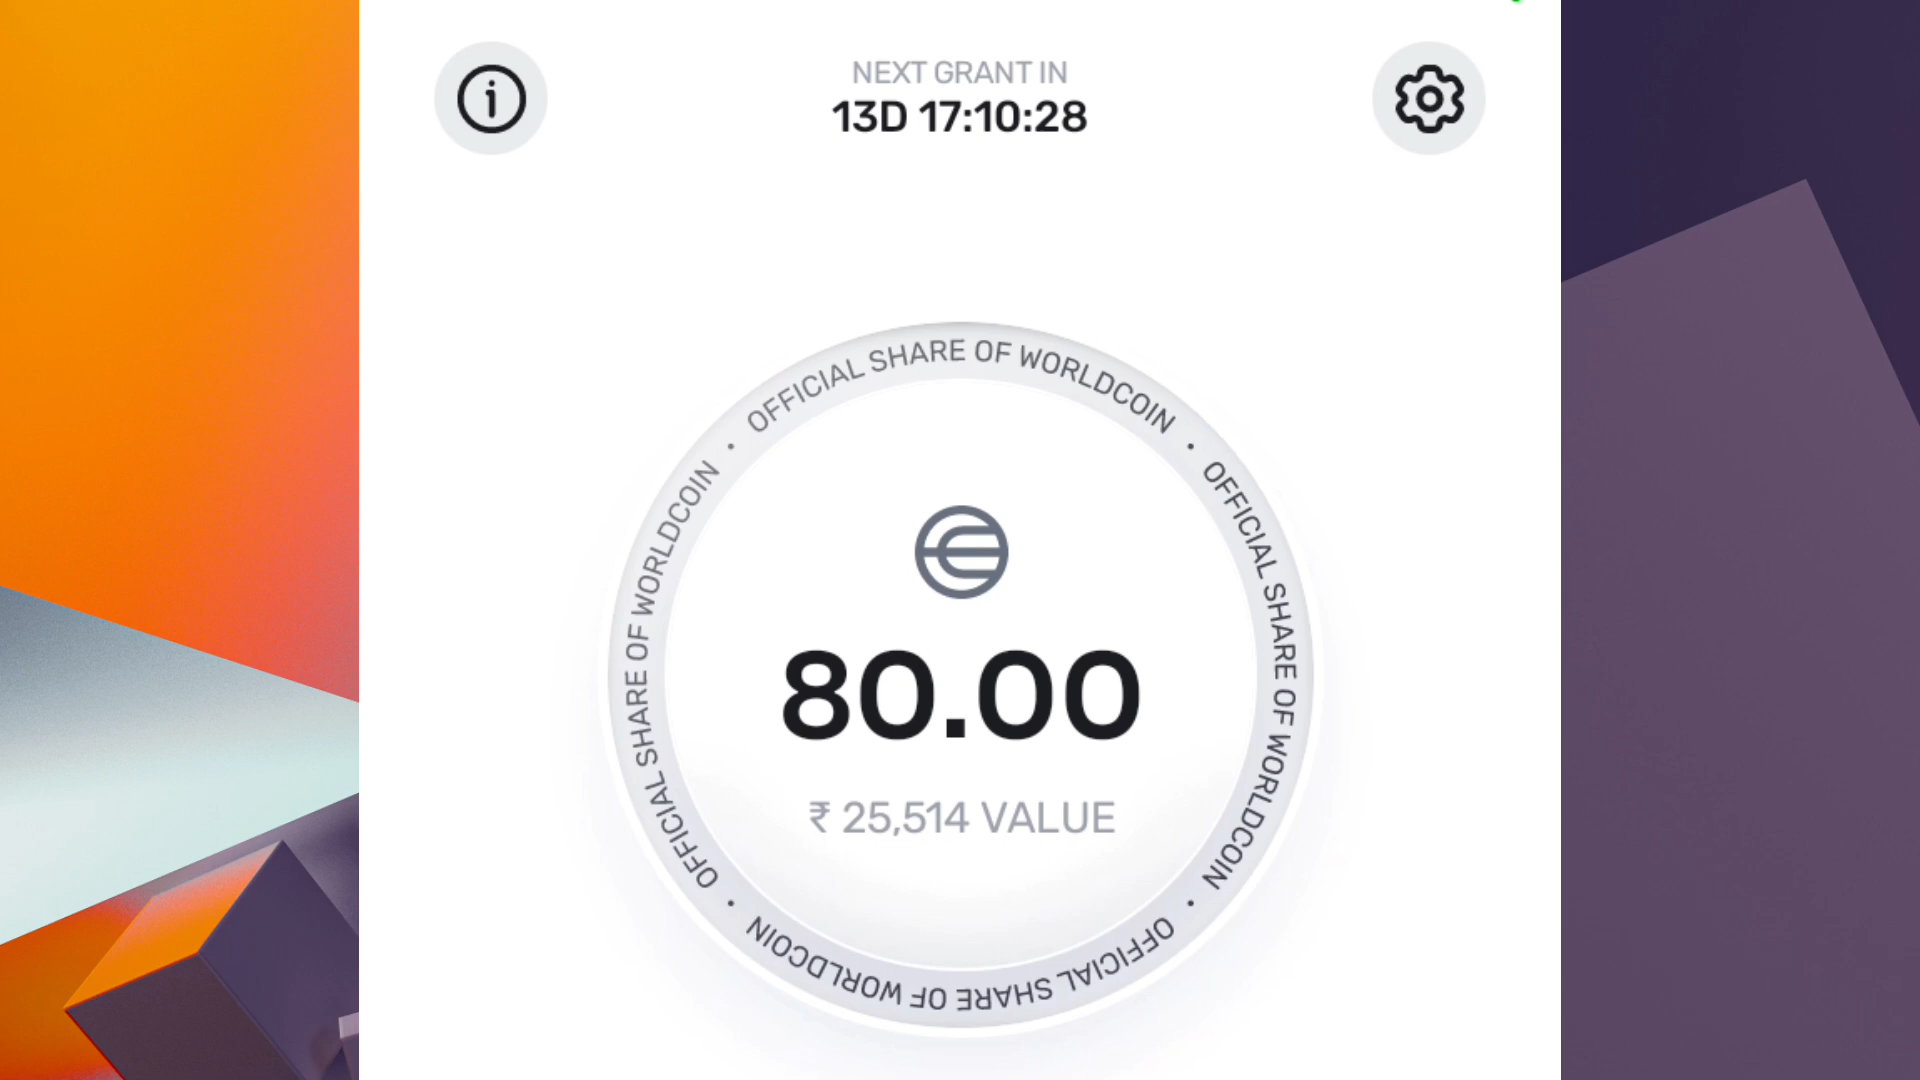 NEXT GRANT IN
13D 17:10:28
OFFICIAL SHARE OF WORLDCOIN • OFFICIAL SHARE OF WORLDCOIN • OFFICIAL SHARE OF WORLDCOIN • OFFICIAL SHARE OF WORLDCOIN •
80.00
₹ 25,514 VALUE